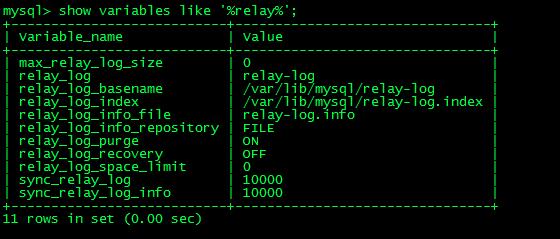 mysql> show variables like '%relay%';
+---------------------------+--------------------------------+
| Variable_name | Value |
+---------------------------+--------------------------------+
| max_relay_log_size | 0 |
| relay_log | relay-log |
| relay_log_basename | /var/lib/mysql/relay-log |
| relay_log_index | /var/lib/mysql/relay-log.index |
| relay_log_info_file | relay-log.info |
| relay_log_info_repository | FILE |
| relay_log_purge | ON |
| relay_log_recovery | OFF |
| relay_log_space_limit | 0 |
| sync_relay_log | 10000 |
| sync_relay_log_info | 10000 |
+---------------------------+--------------------------------+
11 rows in set (0.00 sec)